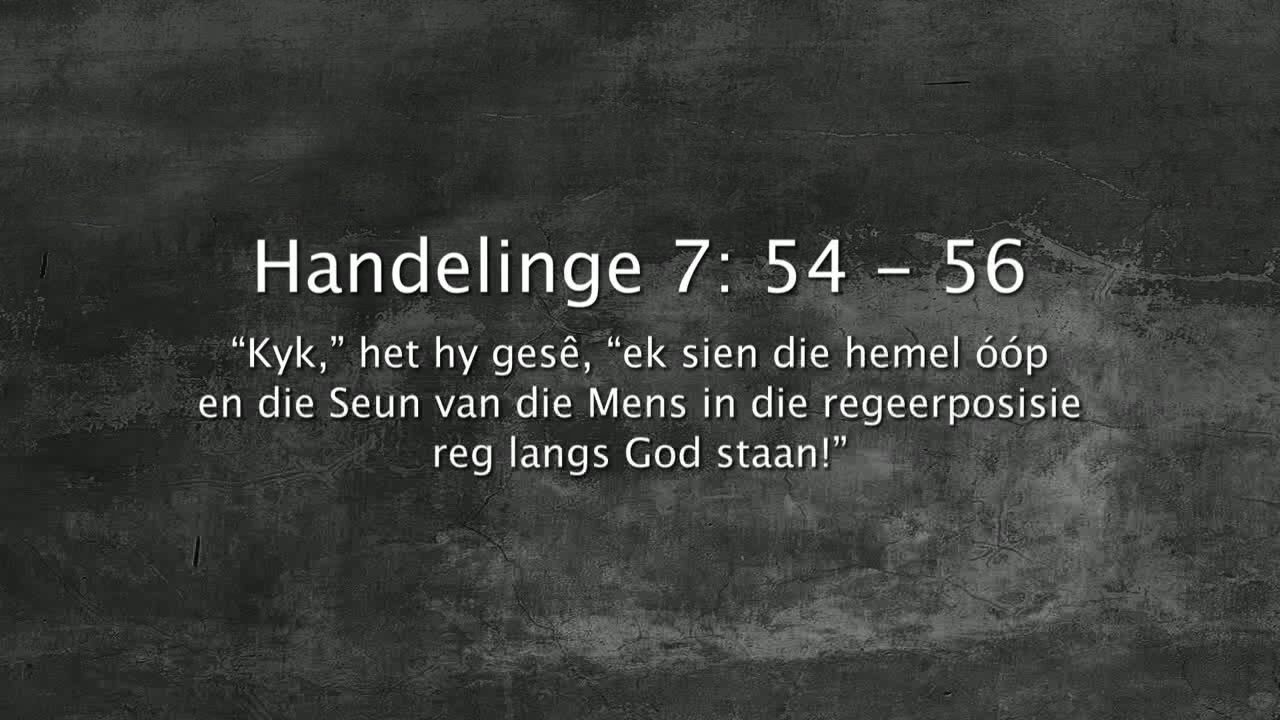 Handelinge 7: 54 – 56
“Kyk,” het hy gesê, “ek sien die hemel óóp
en die Seun van die Mens in die regeerposisie
reg langs God staan!”